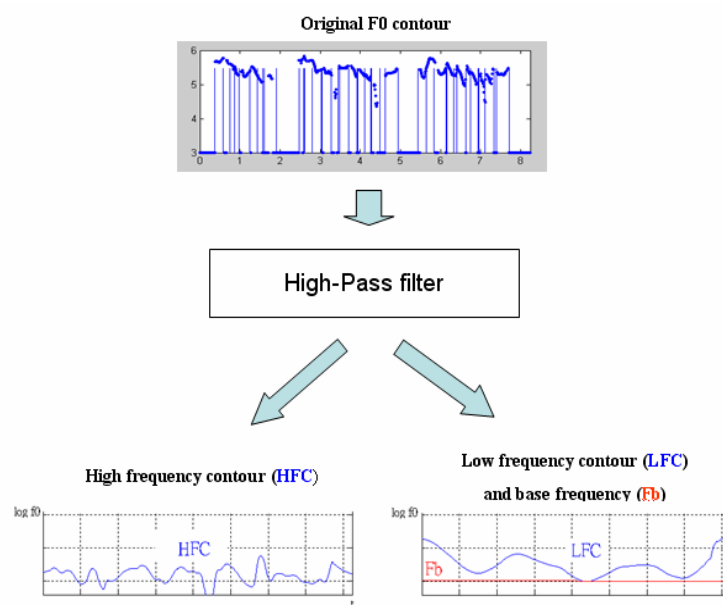 Original F0 contour
6
5
4
3
0 1 2 3 4 5 6 7 8
High-Pass filter
High frequency contour (HFC)
Low frequency contour (LFC)
and base frequency (Fb)
log f0
HFC
log f0
LFC
Fb